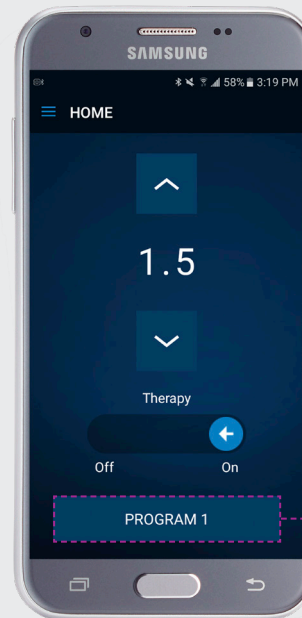 SAMSUNG
58% 3:19 PM
HOME
1.5
Therapy
Off On
PROGRAM 1